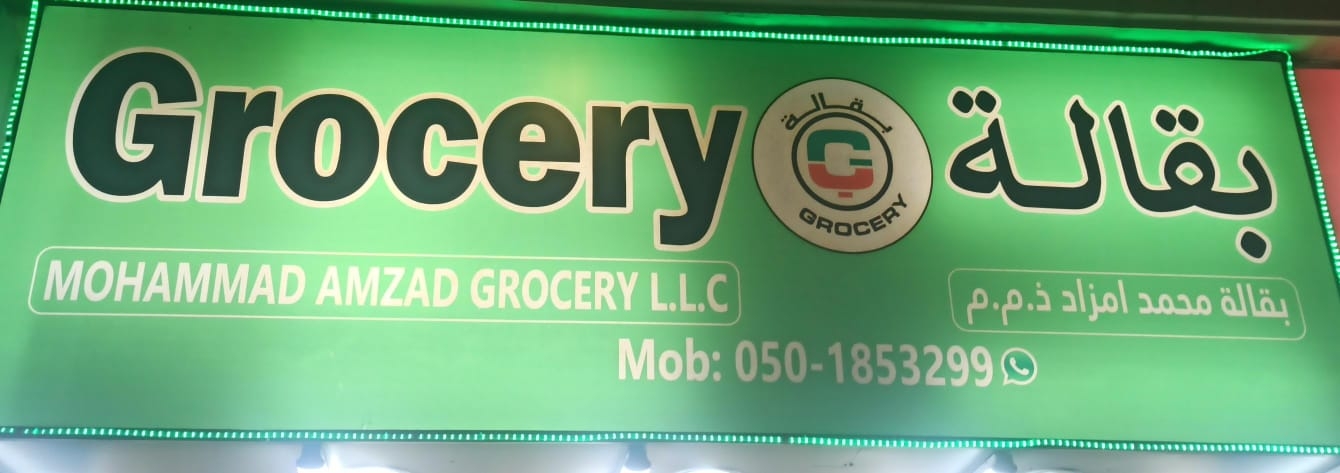 Grocery
بقالة
GROCERY
بقالة
MOHAMMAD AMZAD GROCERY L.L.C
بقالة محمد امزاد ذ.م.م
Mob: 050-1853299